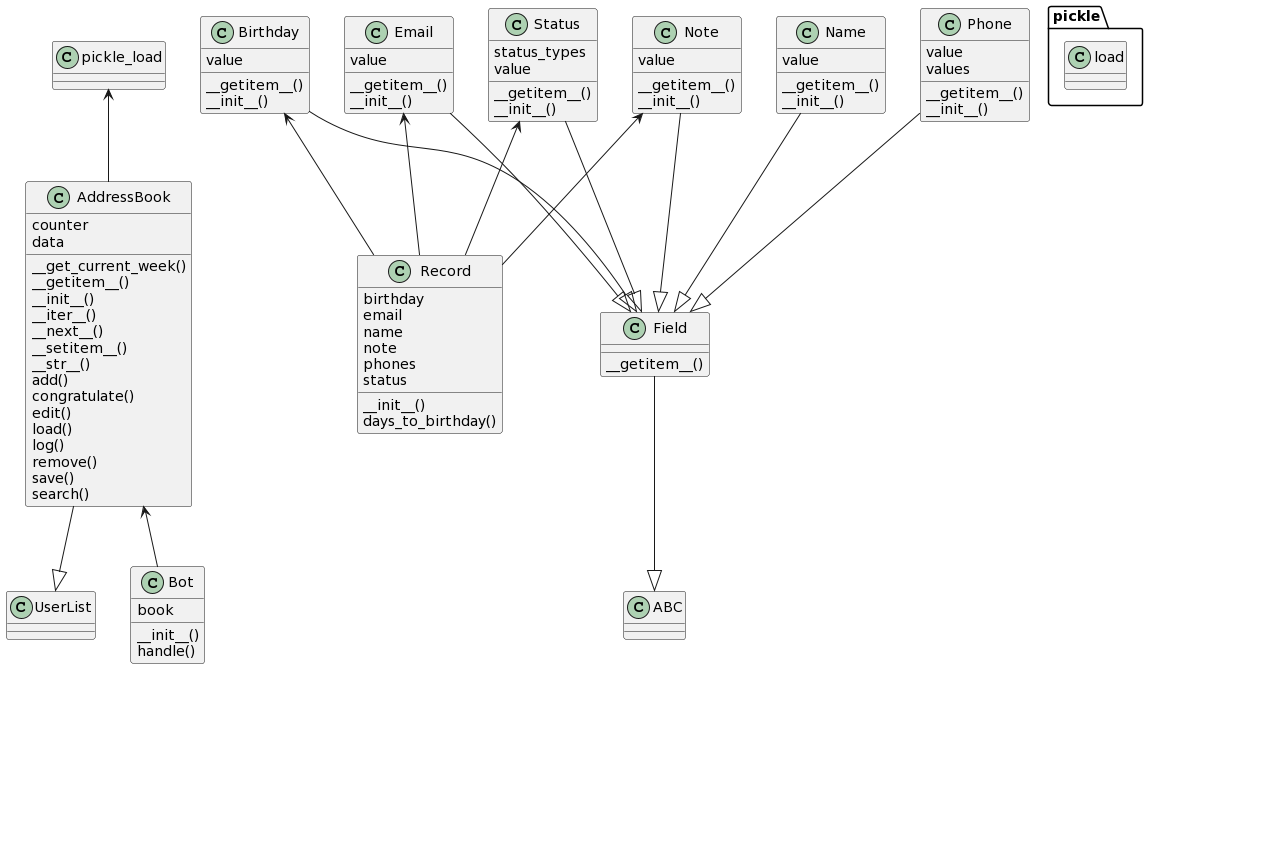 C pickle_load
C Birthday
value
__getitem__()
__init__()
C Email
value
__getitem__()
__init__()
C Status
status_types
value
__getitem__()
__init__()
C Note
value
__getitem__()
__init__()
C Name
value
__getitem__()
__init__()
C Phone
value
values
__getitem__()
__init__()
pickle
C load
C AddressBook
counter
data
__get_current_week()
__getitem__()
__init__()
__iter__()
__next__()
__setitem__()
__str__()
add()
congratulate()
edit()
load()
log()
remove()
save()
search()
C Record
birthday
email
name
note
phones
status
__init__()
days_to_birthday()
C Field
__getitem__()
C UserList
C Bot
book
__init__()
handle()
C ABC